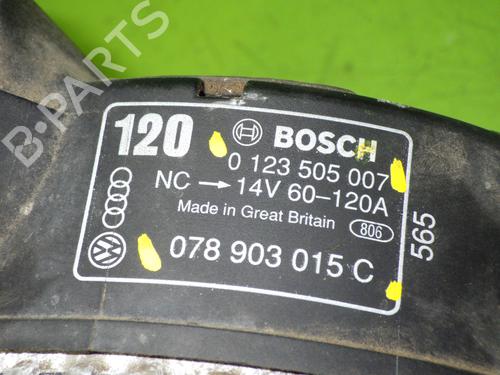 120 BOSCH
0 123 505 007
NC → 14V 60-120A
Made in Great Britain 806
078 903 015 C
565
B-PARTS